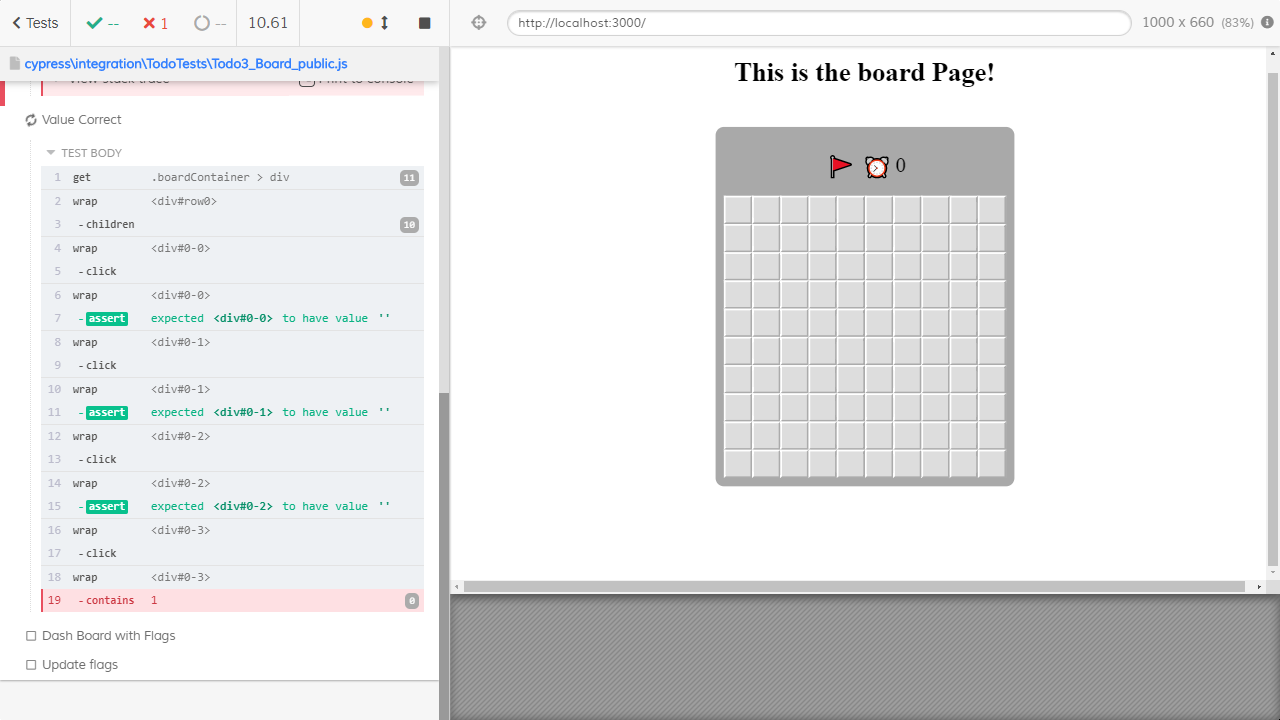 Tests -- 1 -- 10.61
http://localhost:3000/ 1000 x 660 (83%)
cypress\integration\TodoTests\Todo3_Board_public.js
View stack trace Print to console
Value Correct
TEST BODY
1 get .boardContainer > div 11
2 wrap <div#row0>
3 -children 10
4 wrap <div#0-0>
5 -click
6 wrap <div#0-0>
7 -assert expected <div#0-0> to have value ''
8 wrap <div#0-1>
9 -click
10 wrap <div#0-1>
11 -assert expected <div#0-1> to have value ''
12 wrap <div#0-2>
13 -click
14 wrap <div#0-2>
15 -assert expected <div#0-2> to have value ''
16 wrap <div#0-3>
17 -click
18 wrap <div#0-3>
19 -contains 1 0
Dash Board with Flags
Update flags
This is the board Page!
0